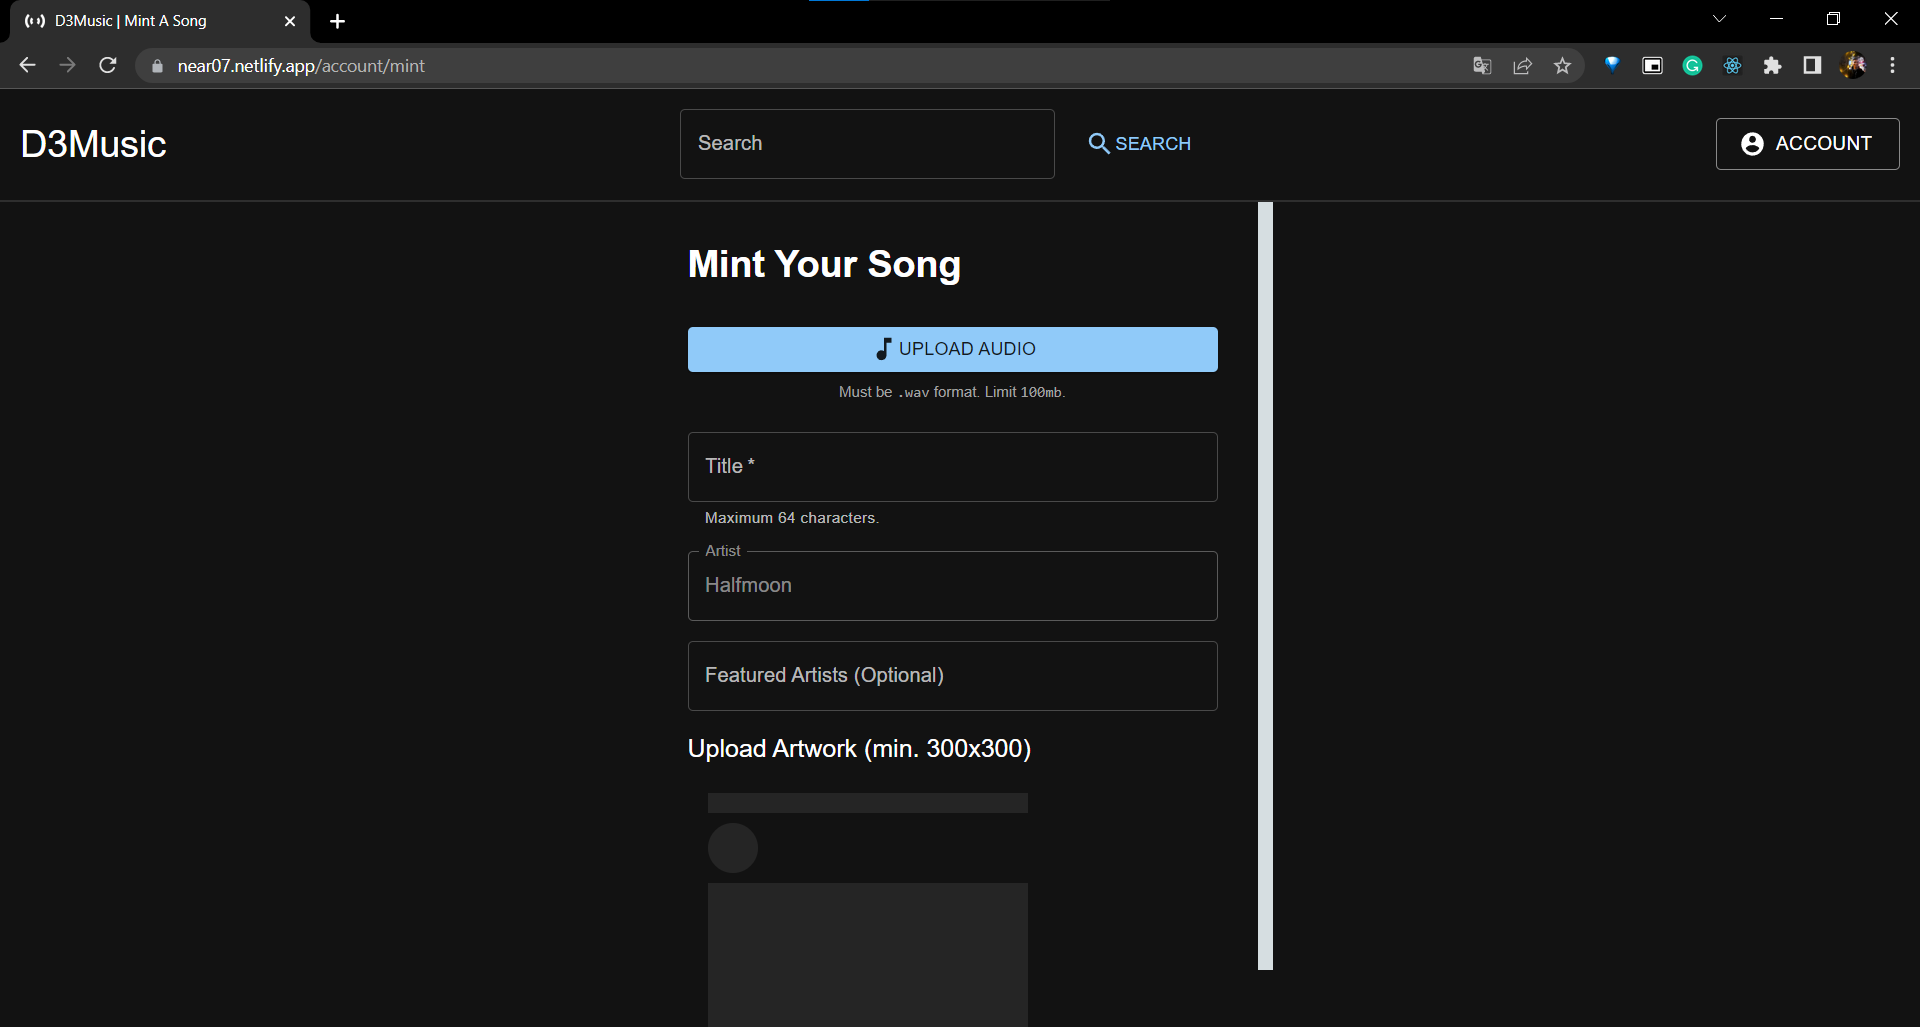 D3Music | Mint A Song
near07.netlify.app/account/mint
D3Music
Search
SEARCH
ACCOUNT
Mint Your Song
UPLOAD AUDIO
Must be .wav format. Limit 100mb.
Title *
Maximum 64 characters.
Artist
Halfmoon
Featured Artists (Optional)
Upload Artwork (min. 300x300)